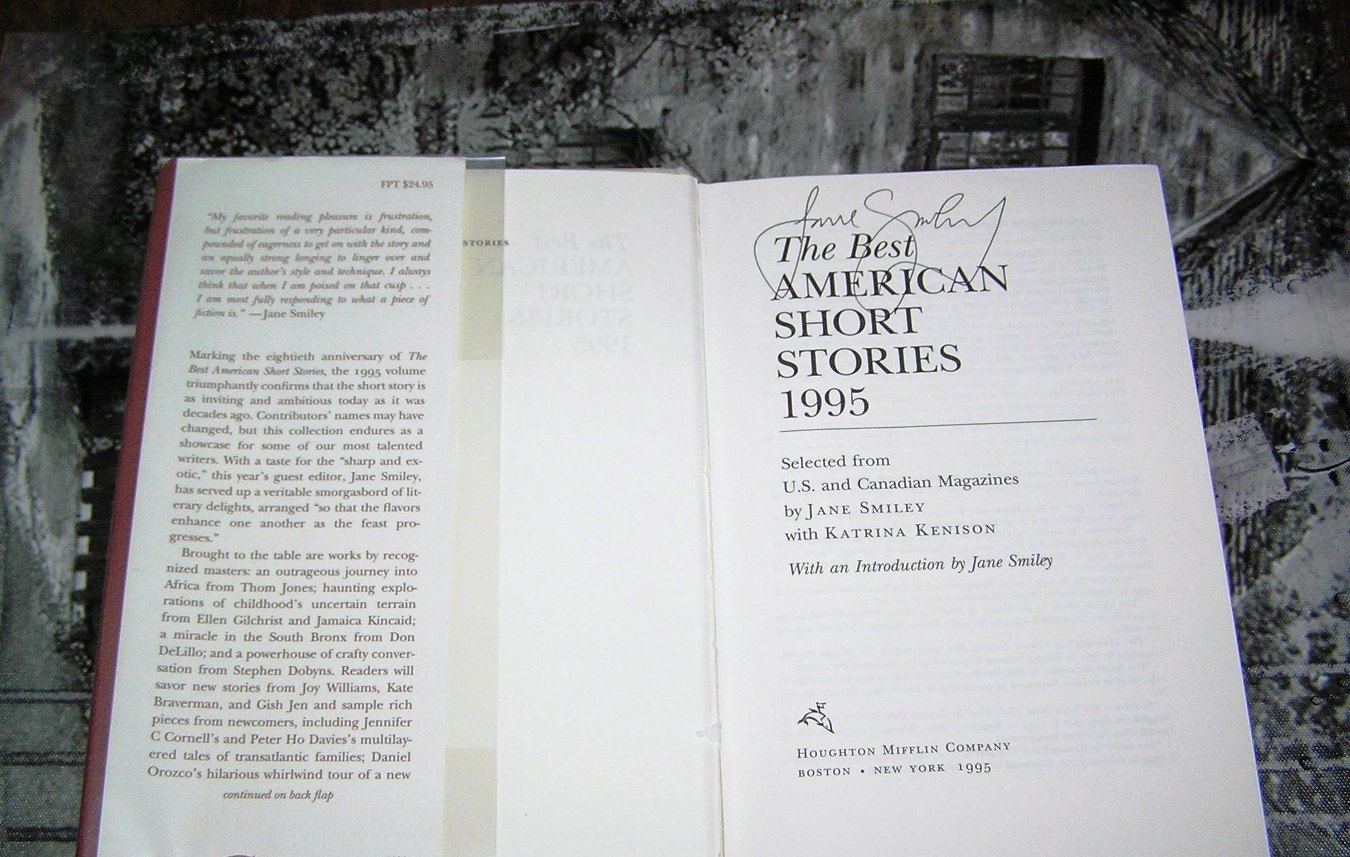 FPT $24.95
"My favorite reading pleasure is frustration,
but frustration of a very particular kind, com-
pounded of eagerness to get on with the story and
an equally strong longing to linger over and
savor the author's style and technique. I always
think that when I am poised on that cusp . . .
I am most fully responding to what a piece of
fiction is." —Jane Smiley
Marking the eightieth anniversary of The
Best American Short Stories, the 1995 volume
triumphantly confirms that the short story is
as inviting and ambitious today as it was
decades ago. Contributors' names may have
changed, but this collection endures as a
showcase for some of our most talented
writers. With a taste for the "sharp and ex-
otic," this year's guest editor, Jane Smiley,
has served up a veritable smorgasbord of lit-
erary delights, arranged "so that the flavors
enhance one another as the feast pro-
gresses."
Brought to the table are works by recog-
nized masters: an outrageous journey into
Africa from Thom Jones; haunting explo-
rations of childhood's uncertain terrain
from Ellen Gilchrist and Jamaica Kincaid;
a miracle in the South Bronx from Don
DeLillo; and a powerhouse of crafty conver-
sation from Stephen Dobyns. Readers will
savor new stories from Joy Williams, Kate
Braverman, and Gish Jen and sample rich
pieces from newcomers, including Jennifer
C Cornell's and Peter Ho Davies's multilay-
ered tales of transatlantic families; Daniel
Orozco's hilarious whirlwind tour of a new
continued on back flap
STORIES
Jane Smiley
The Best
AMERICAN
SHORT
STORIES
1995
Selected from
U.S. and Canadian Magazines
by JANE SMILEY
with KATRINA KENISON
With an Introduction by Jane Smiley
HOUGHTON MIFFLIN COMPANY
BOSTON • NEW YORK 1995